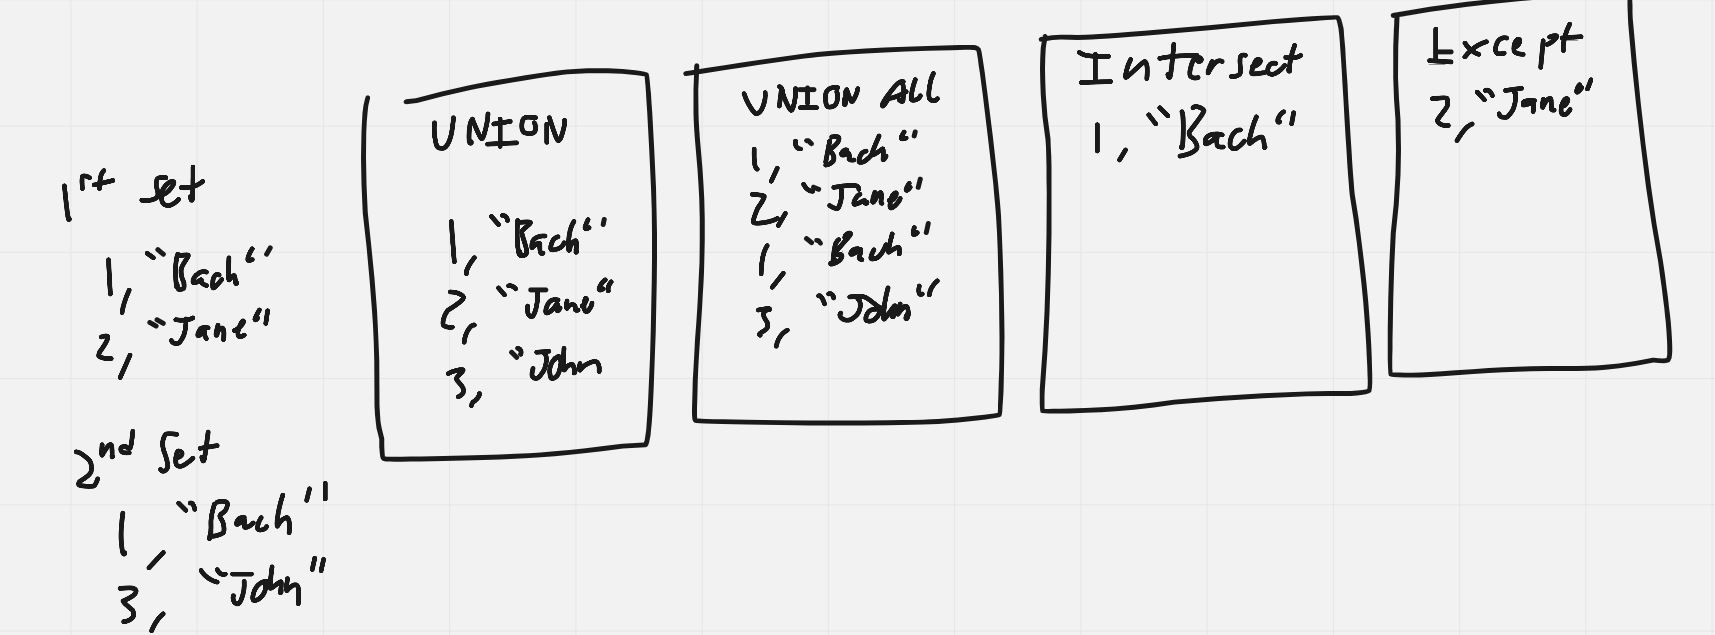 1st set
1, "Bach"
2, "Jane"
2nd Set
1, "Bach"
3, "John"
UNION
1, "Bach"
2, "Jane"
3, "John
UNION ALL
1, "Bach"
2, "Jane"
1, "Bach"
3, "John"
Intersect
1, "Bach"
Except
2, "Jane"